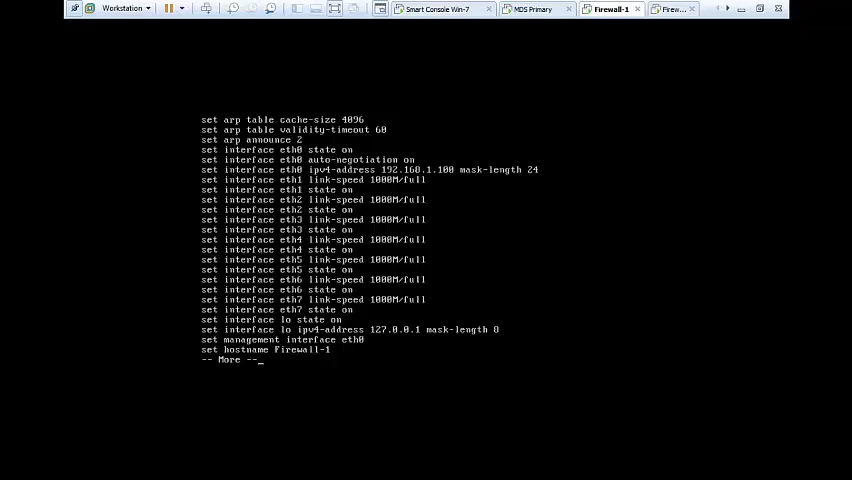 Workstation
Smart Console Win-7
MDS Primary
Firewall-1
Firew...
set arp table cache-size 4096
set arp table validity-timeout 60
set arp announce 2
set interface eth0 state on
set interface eth0 auto-negotiation on
set interface eth0 ipv4-address 192.168.1.100 mask-length 24
set interface eth1 link-speed 1000M/full
set interface eth1 state on
set interface eth2 link-speed 1000M/full
set interface eth2 state on
set interface eth3 link-speed 1000M/full
set interface eth3 state on
set interface eth4 link-speed 1000M/full
set interface eth4 state on
set interface eth5 link-speed 1000M/full
set interface eth5 state on
set interface eth6 link-speed 1000M/full
set interface eth6 state on
set interface eth7 link-speed 1000M/full
set interface eth7 state on
set interface lo state on
set interface lo ipv4-address 127.0.0.1 mask-length 8
set management interface eth0
set hostname Firewall-1
-- More --_